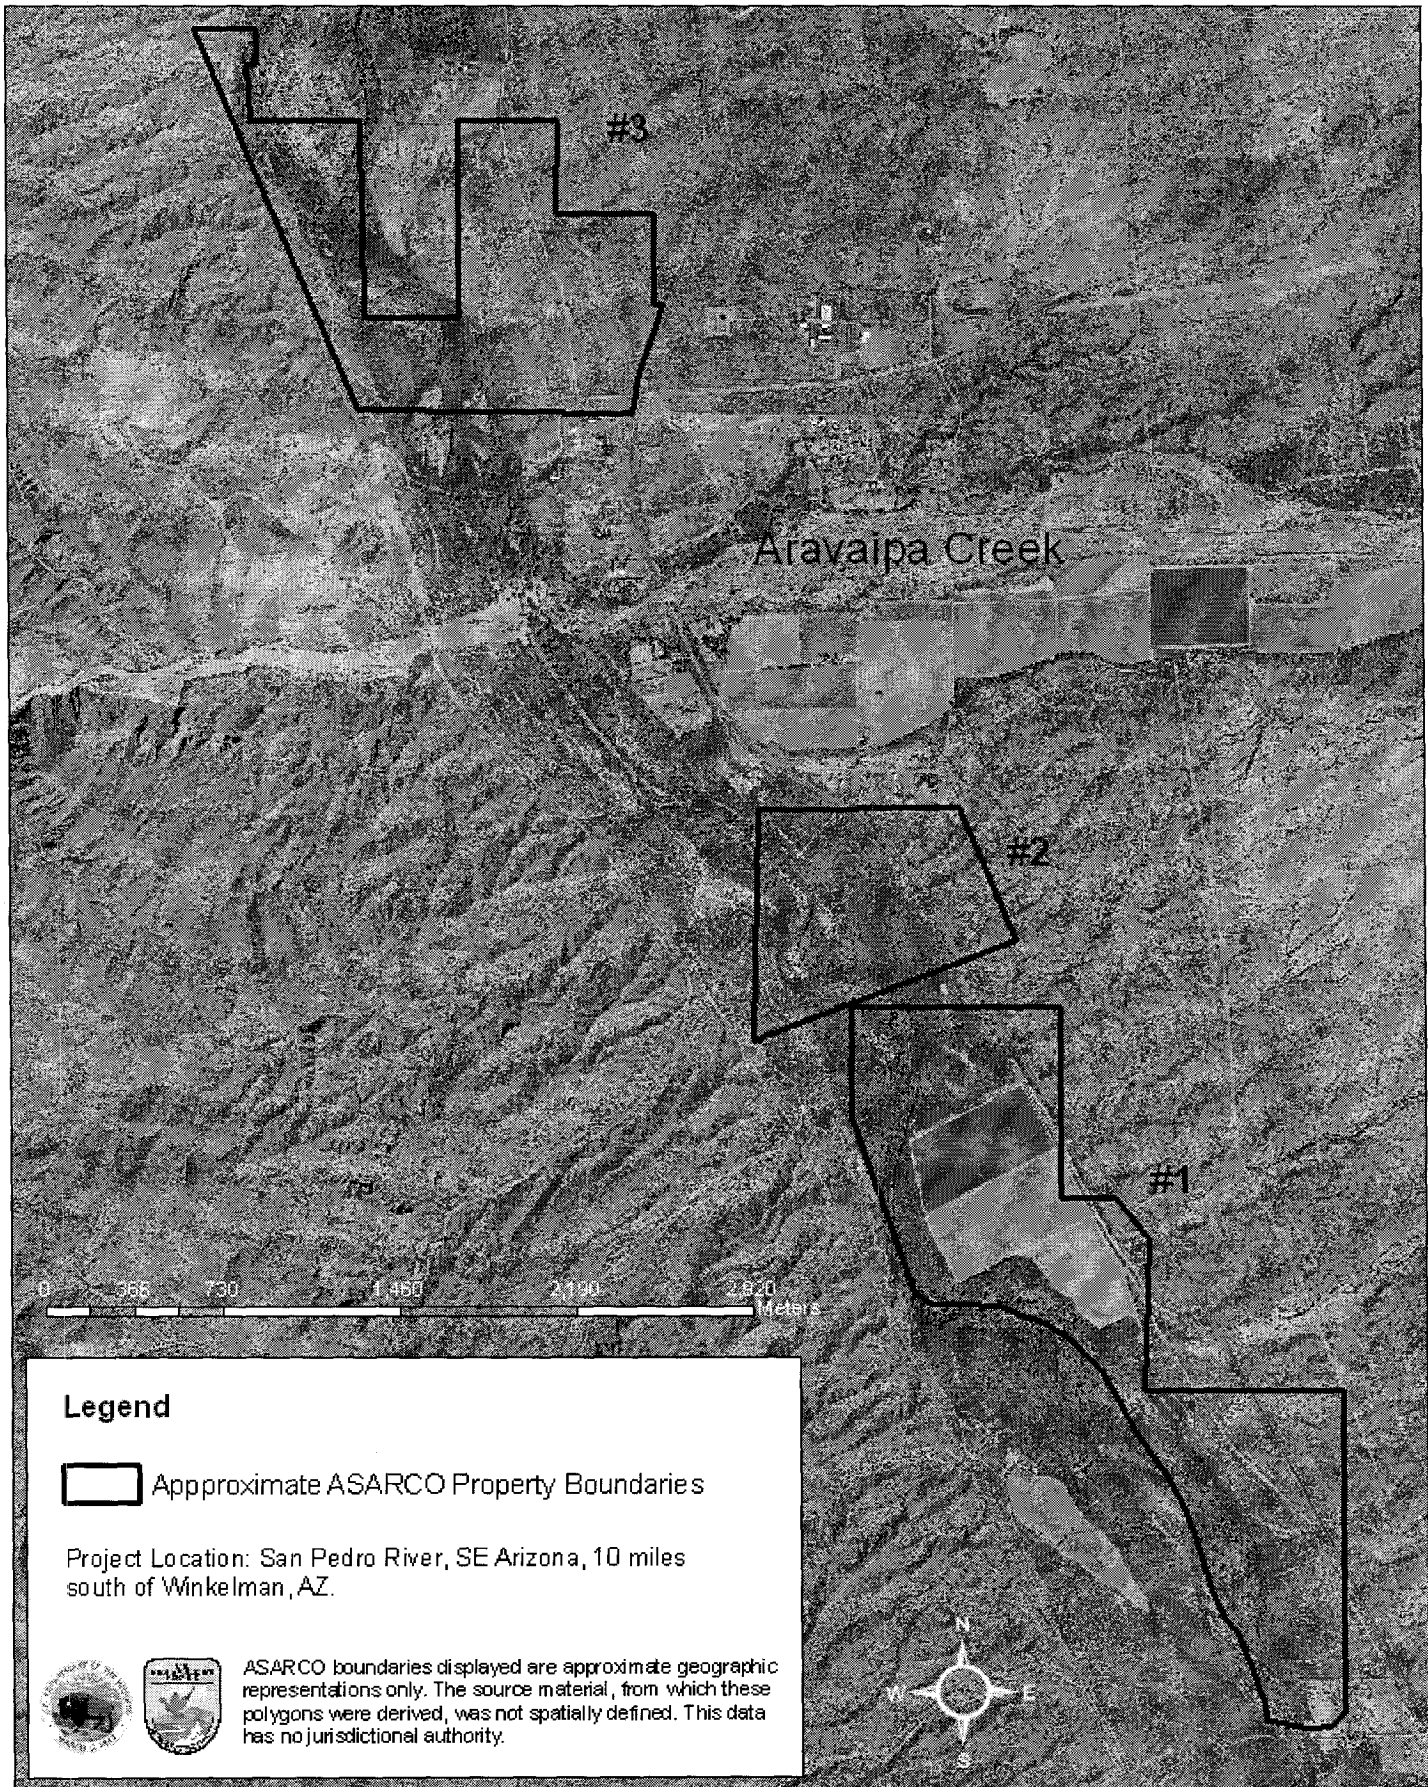 #3
Aravaipa Creek
#2
#1
0 365 730 1,460 2,190 2,920
Meters
Legend
Appproximate ASARCO Property Boundaries
Project Location: San Pedro River, SE Arizona, 10 miles
south of Winkelman, AZ.
N
W E
S
ASARCO boundaries displayed are approximate geographic
representations only. The source material, from which these
polygons were derived, was not spatially defined. This data
has no jurisdictional authority.